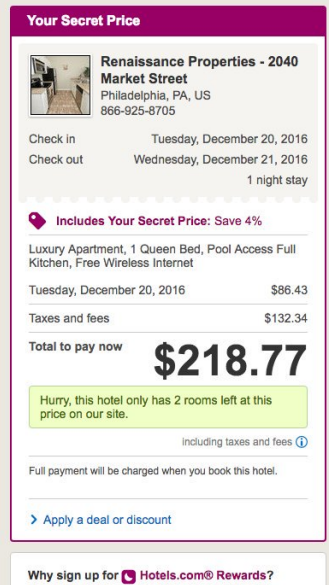 Your Secret Price
Renaissance Properties - 2040
Market Street
Philadelphia, PA, US
866-925-8705
Check in Tuesday, December 20, 2016
Check out Wednesday, December 21, 2016
1 night stay
Includes Your Secret Price: Save 4%
Luxury Apartment, 1 Queen Bed, Pool Access Full
Kitchen, Free Wireless Internet
Tuesday, December 20, 2016 $86.43
Taxes and fees $132.34
Total to pay now $218.77
Hurry, this hotel only has 2 rooms left at this
price on our site.
including taxes and fees
Full payment will be charged when you book this hotel.
Apply a deal or discount
Why sign up for Hotels.com® Rewards?